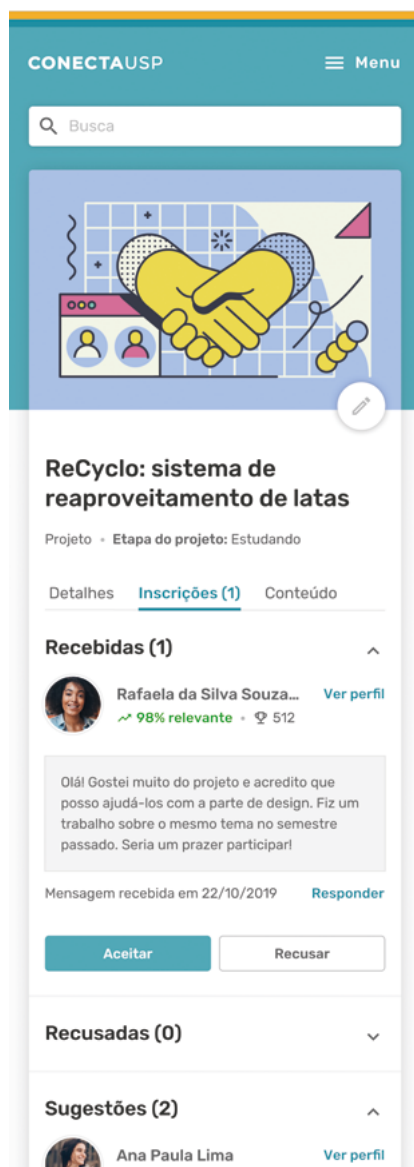 CONECTAUSP
Menu
Busca
ReCyclo: sistema de
reaproveitamento de latas
Projeto • Etapa do projeto: Estudando
Detalhes Inscrições (1) Conteúdo
Recebidas (1)
Rafaela da Silva Souza... Ver perfil
98% relevante • 512
Olá! Gostei muito do projeto e acredito que
posso ajudá-los com a parte de design. Fiz um
trabalho sobre o mesmo tema no semestre
passado. Seria um prazer participar!
Mensagem recebida em 22/10/2019 Responder
Aceitar Recusar
Recusadas (0)
Sugestões (2)
Ana Paula Lima Ver perfil